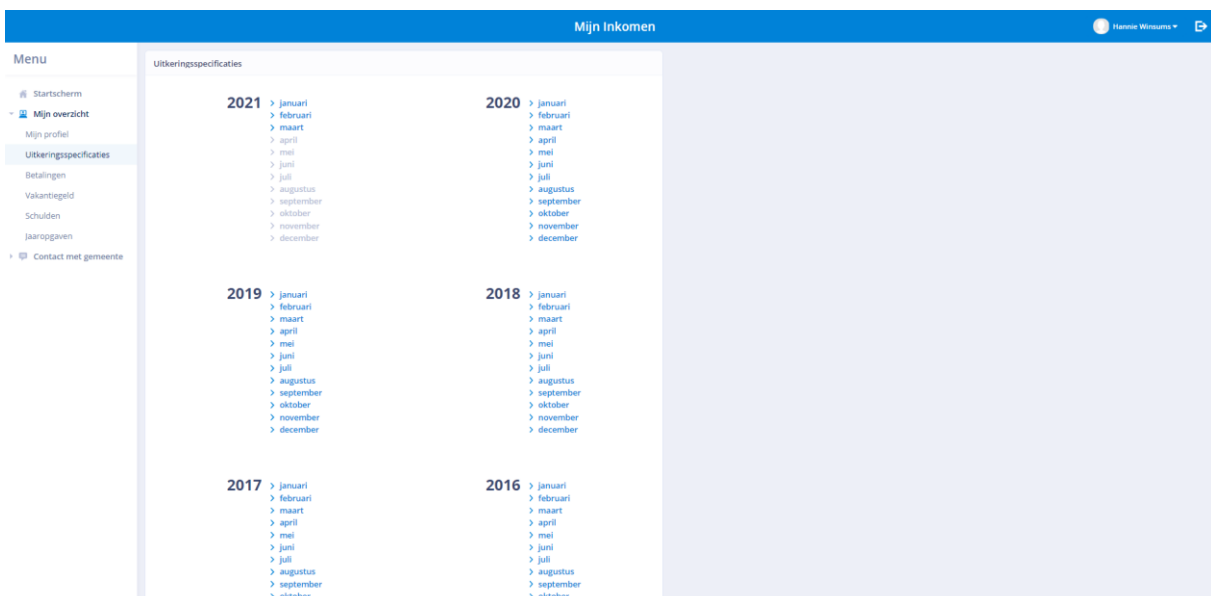 Mijn Inkomen
Hannie Winsums
Menu
Startscherm
Mijn overzicht
Mijn profiel
Uitkeringsspecificaties
Betalingen
Vakantiegeld
Schulden
Jaaropgaven
Contact met gemeente
Uitkeringsspecificaties
2021
januari
februari
maart
april
mei
juni
juli
augustus
september
oktober
november
december
2020
januari
februari
maart
april
mei
juni
juli
augustus
september
oktober
november
december
2019
januari
februari
maart
april
mei
juni
juli
augustus
september
oktober
november
december
2018
januari
februari
maart
april
mei
juni
juli
augustus
september
oktober
november
december
2017
januari
februari
maart
april
mei
juni
juli
augustus
september
oktober
2016
januari
februari
maart
april
mei
juni
juli
augustus
september
oktober